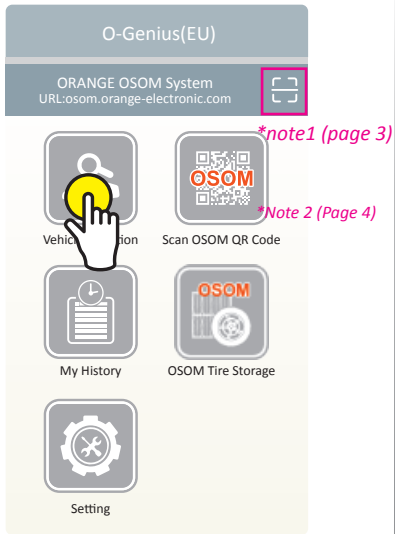 O-Genius(EU)
ORANGE OSOM System
URL:osom.orange-electronic.com
*note1 (page 3)
OSOM
*Note 2 (Page 4)
Scan OSOM QR Code
OSOM
My History
OSOM Tire Storage
Setting